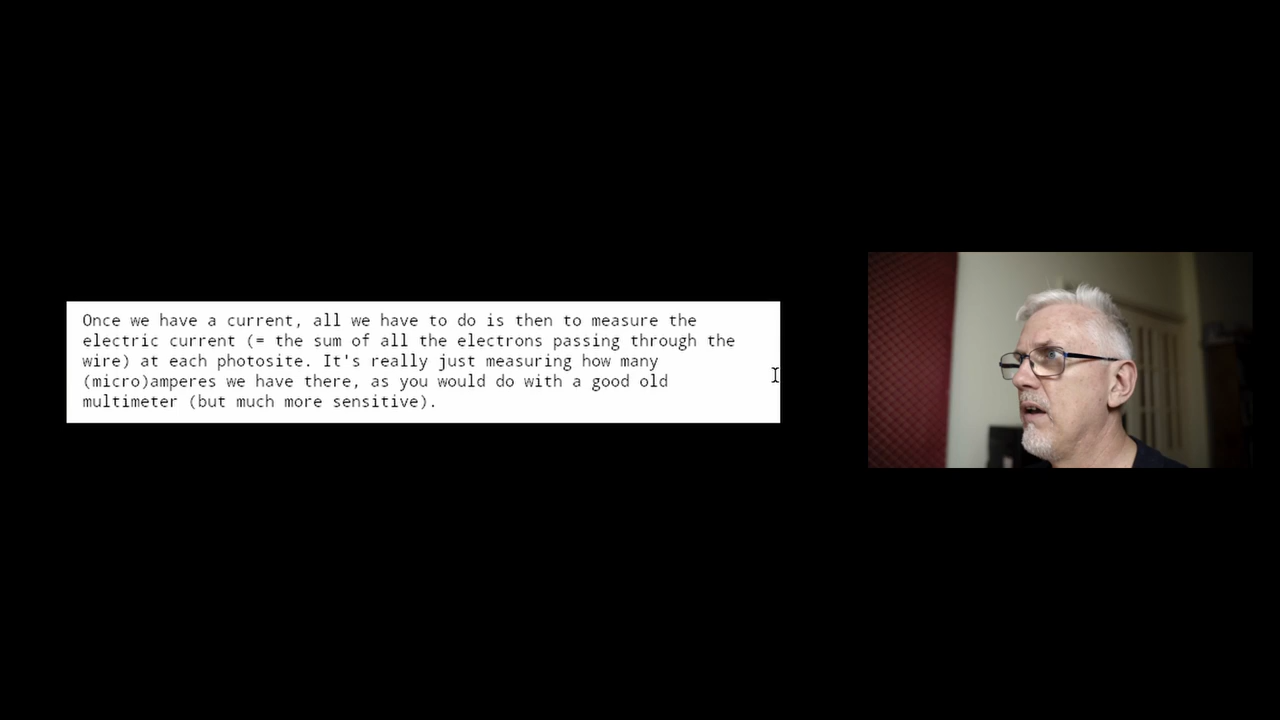 Once we have a current, all we have to do is then to measure the
electric current (= the sum of all the electrons passing through the
wire) at each photosite. It's really just measuring how many
(micro)amperes we have there, as you would do with a good old
multimeter (but much more sensitive).